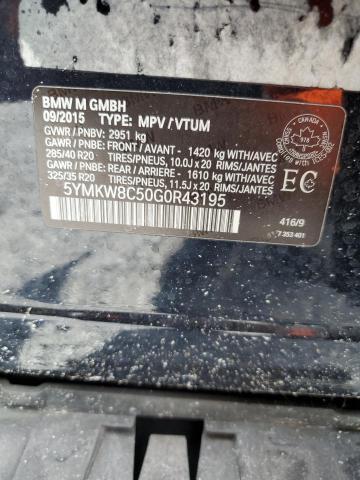 BMW M GMBH
09/2015 TYPE: MPV / VTUM
GVWR / PNBV: 2951 kg
GAWR / PNBE: FRONT / AVANT - 1420 kg WITH/AVEC
285/40 R20 TIRES/PNEUS, 10.0J x 20 RIMS/JANTES
GAWR / PNBE: REAR / ARRIERE - 1610 kg WITH/AVEC
325/35 R20 TIRES/PNEUS, 11.5J x 20 RIMS/JANTES
5YMKW8C50G0R43195
CANADA
EC
416/9
7 353 401